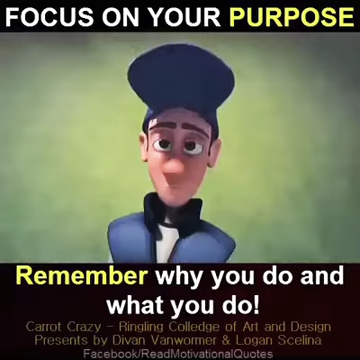 FOCUS ON YOUR PURPOSE
Remember why you do and
what you do!
Carrot Crazy - Ringling Colledge of Art and Design
Presents by Divan Vanwormer & Logan Scelina
Facebook/ReadMotivationalQuotes